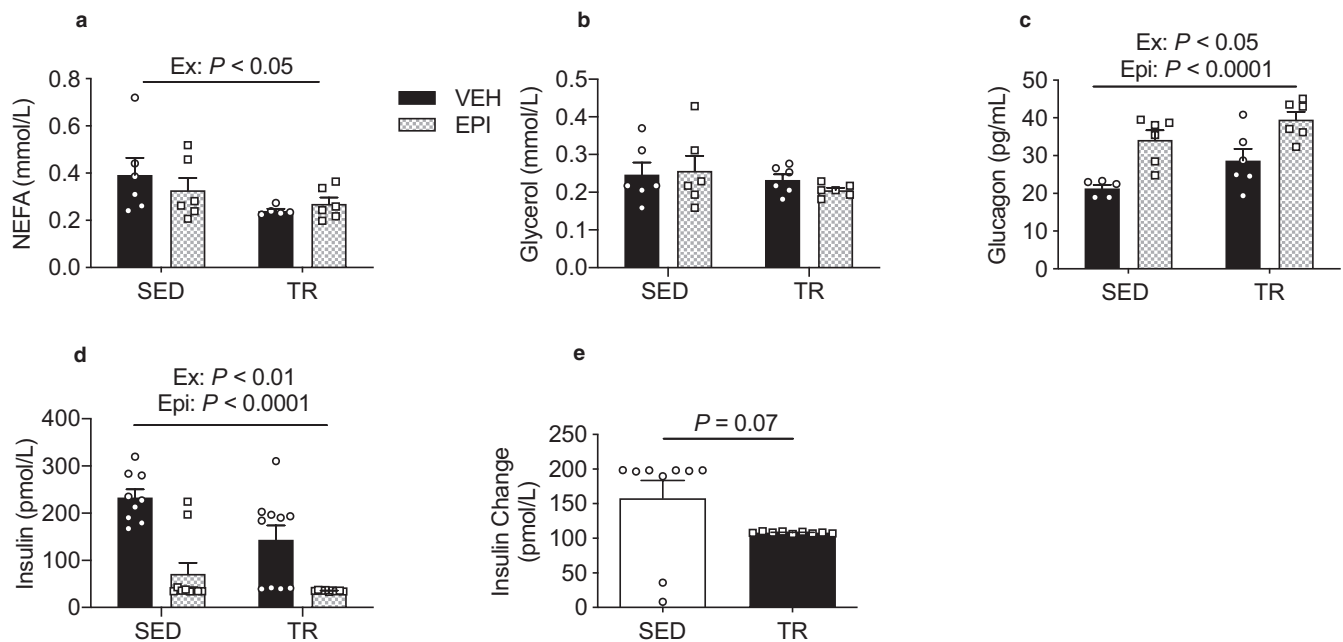 a
Ex: P < 0.05
NEFA (mmol/L)
0.8
0.6
0.4
0.2
0.0
SED
TR
VEH
EPI
b
Glycerol (mmol/L)
0.5
0.4
0.3
0.2
0.1
0.0
SED
TR
c
Ex: P < 0.05
Epi: P < 0.0001
Glucagon (pg/mL)
50
40
30
20
10
0
SED
TR
d
Ex: P < 0.01
Epi: P < 0.0001
Insulin (pmol/L)
400
300
200
100
0
SED
TR
e
P = 0.07
Insulin Change
(pmol/L)
250
200
150
100
50
0
SED
TR